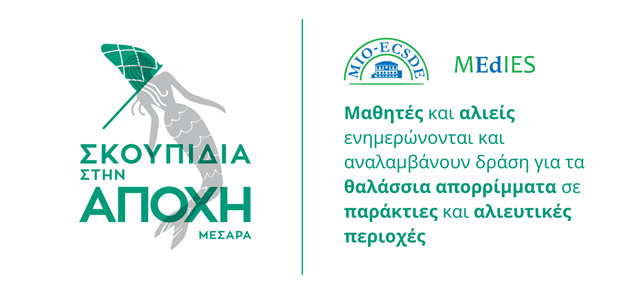 ΣΚΟΥΠΙΔΙΑ
ΣΤΗΝ
ΑΠΟΧΗ
ΜΕΣΑΡΑ
MIO-ECSDE
MEdIES
Μαθητές και αλιείς
ενημερώνονται και
αναλαμβάνουν δράση για τα
θαλάσσια απορρίμματα σε
παράκτιες και αλιευτικές
περιοχές